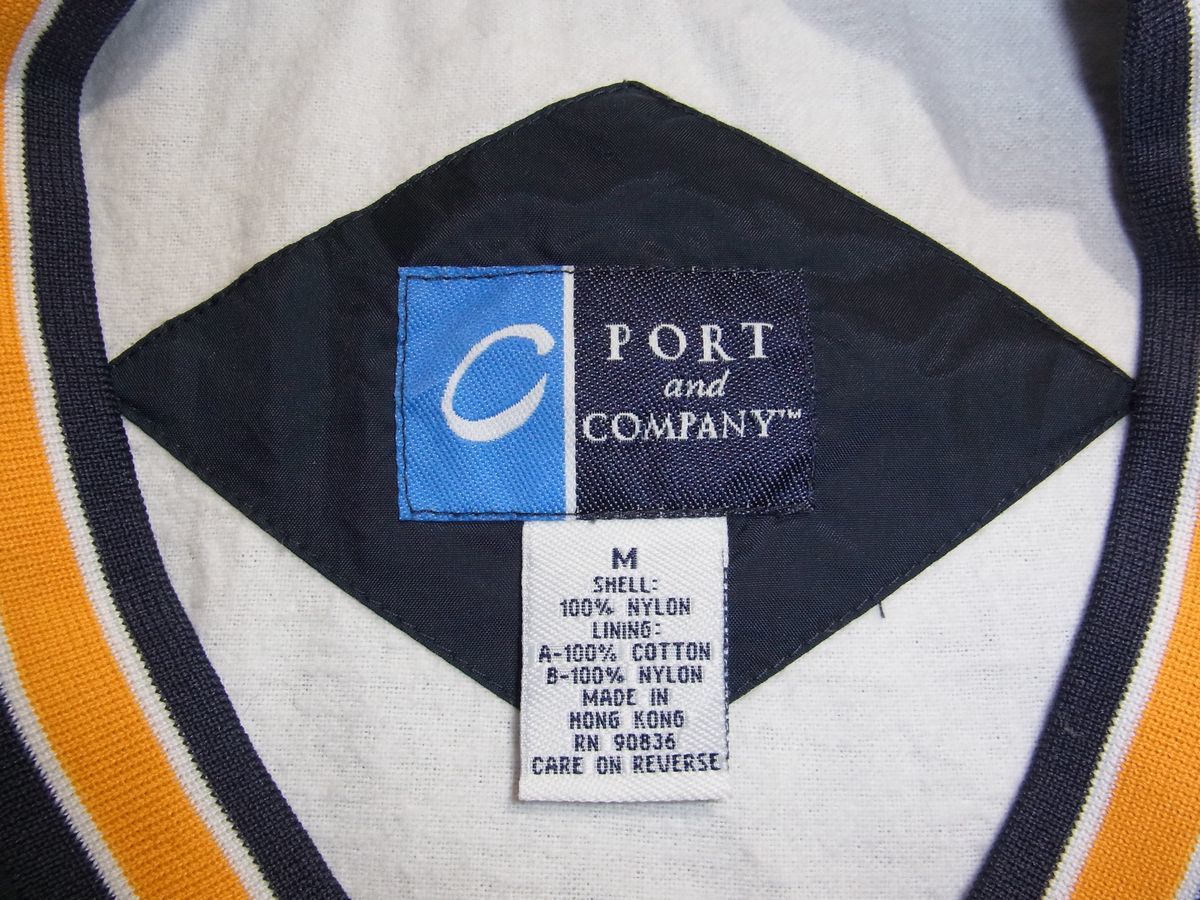 C
PORT
and
COMPANY™
M
SHELL:
100% NYLON
LINING:
A-100% COTTON
B-100% NYLON
MADE IN
HONG KONG
RN 90836
CARE ON REVERSE